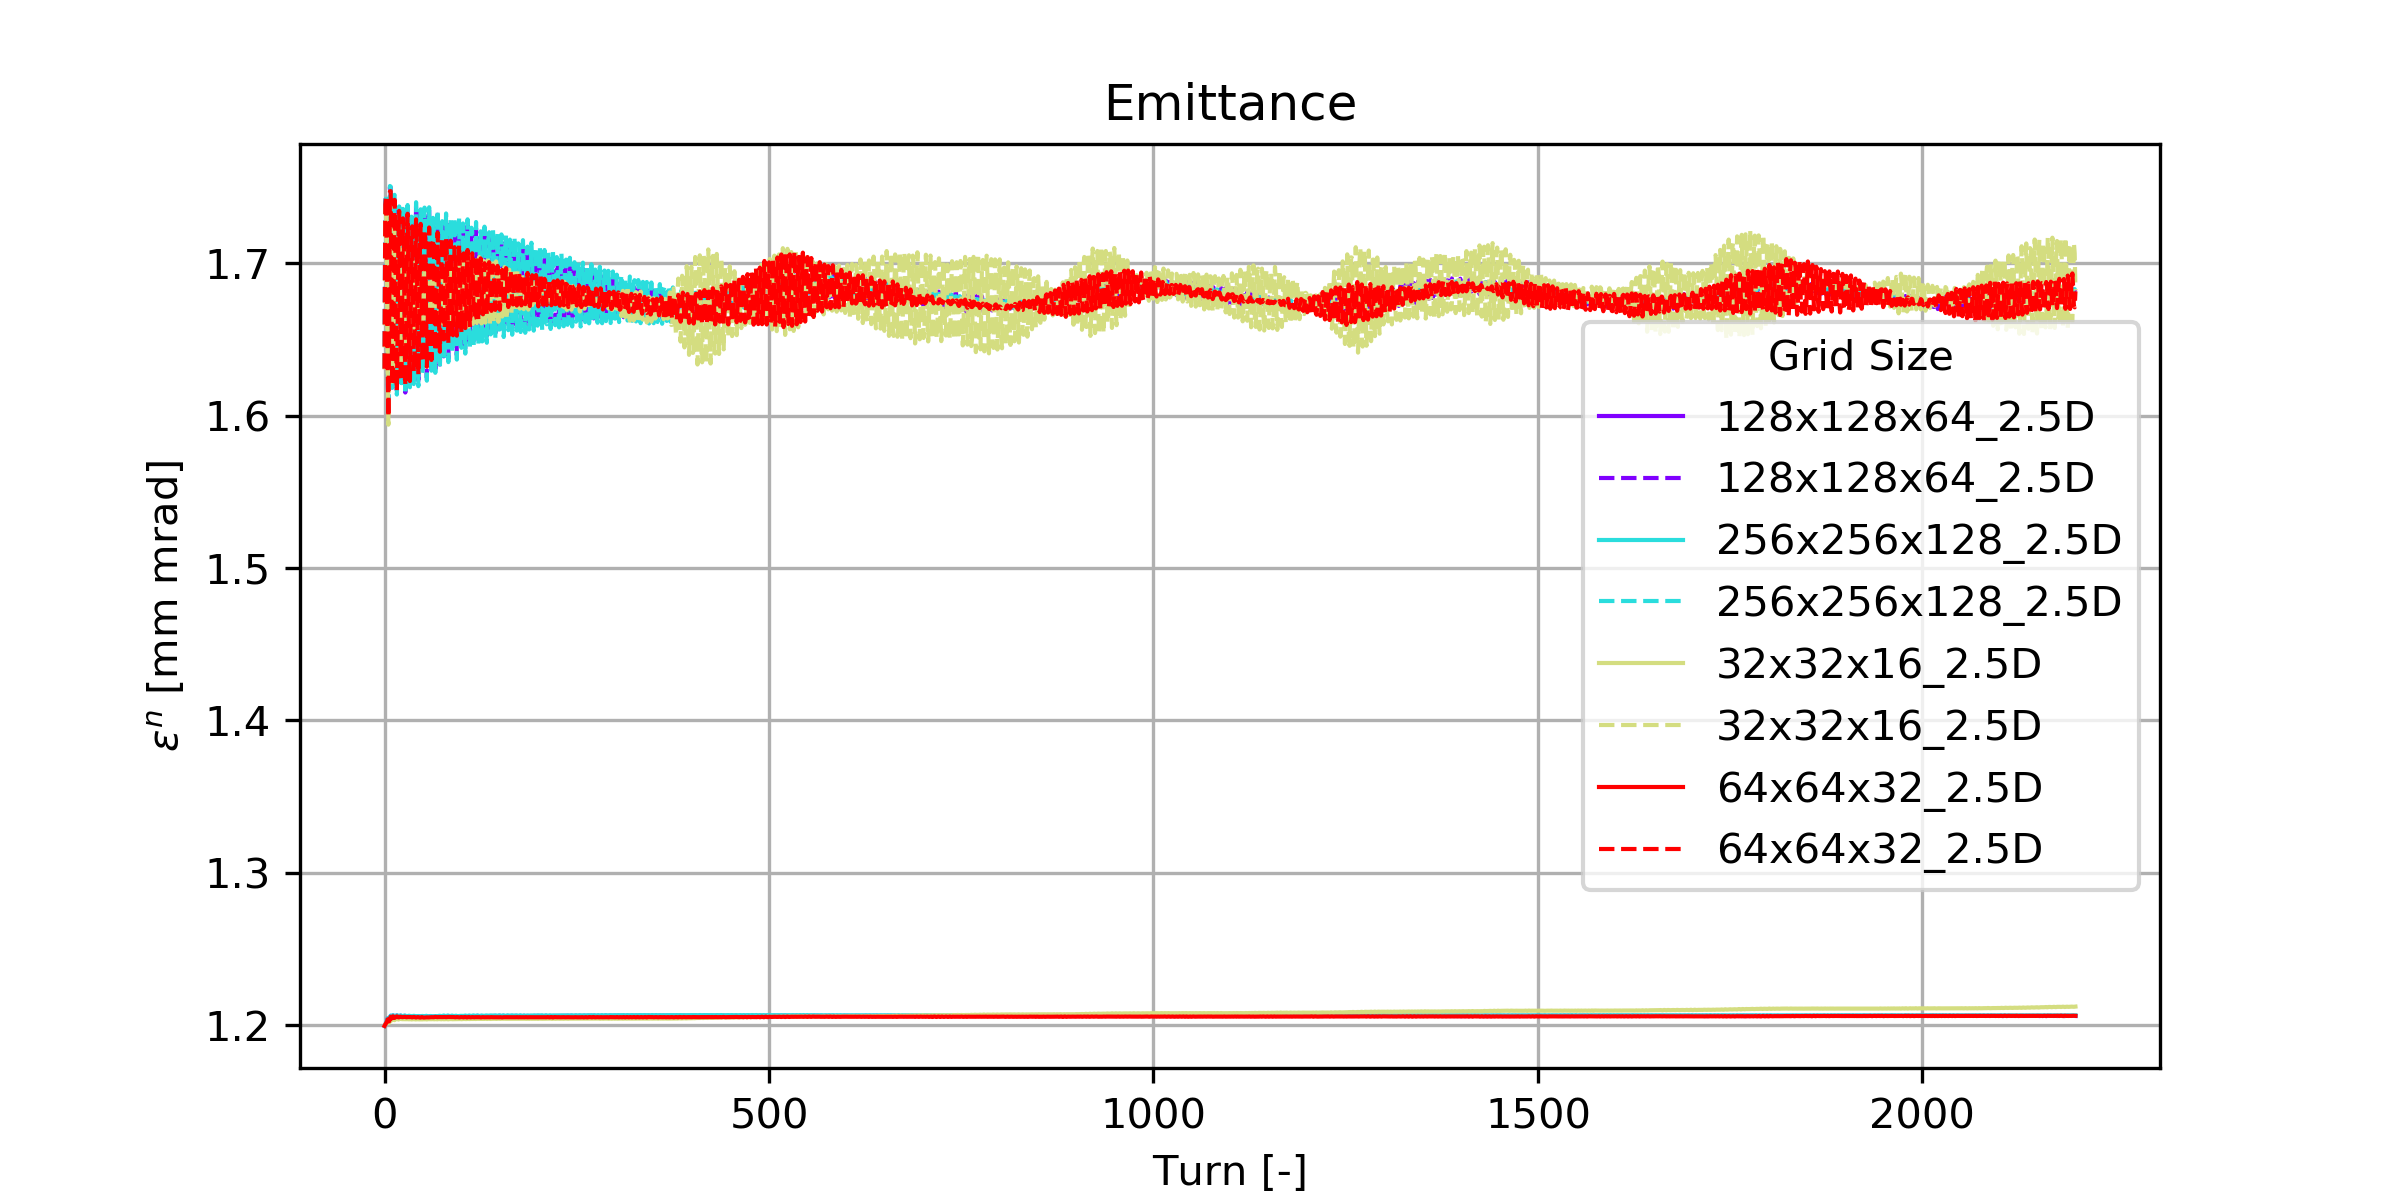 Emittance
1.7
1.6
1.5
1.4
1.3
1.2
εⁿ [mm mrad]
Grid Size
128x128x64_2.5D
128x128x64_2.5D
256x256x128_2.5D
256x256x128_2.5D
32x32x16_2.5D
32x32x16_2.5D
64x64x32_2.5D
64x64x32_2.5D
0 500 1000 1500 2000
Turn [-]